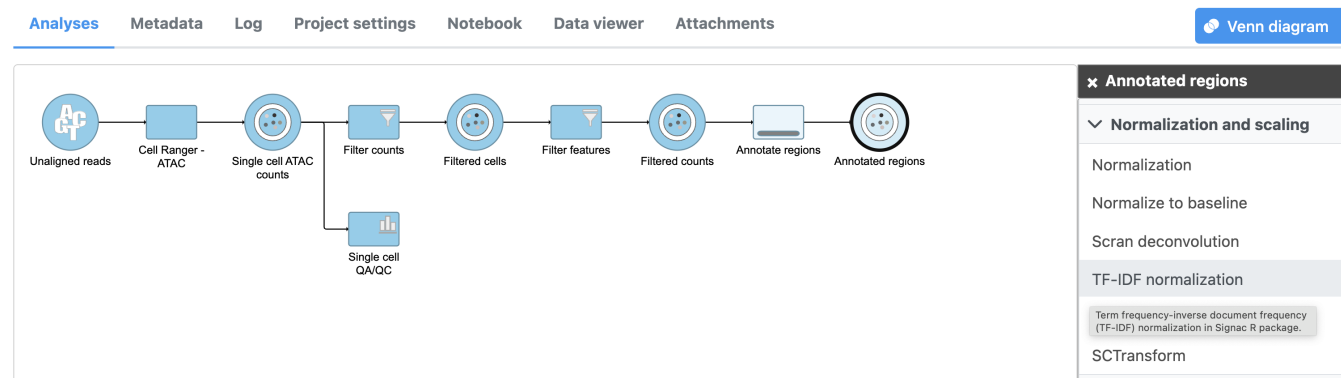 Analyses Metadata Log Project settings Notebook Data viewer Attachments
Venn diagram
Annotated regions
Normalization and scaling
Normalization
Normalize to baseline
Scran deconvolution
TF-IDF normalization
Term frequency-inverse document frequency
(TF-IDF) normalization in Signac R package.
SCTransform
ACGT
Unaligned reads
Cell Ranger -
ATAC
Single cell ATAC
counts
Filter counts
Filtered cells
Filter features
Filtered counts
Annotate regions
Annotated regions
Single cell
QA/QC